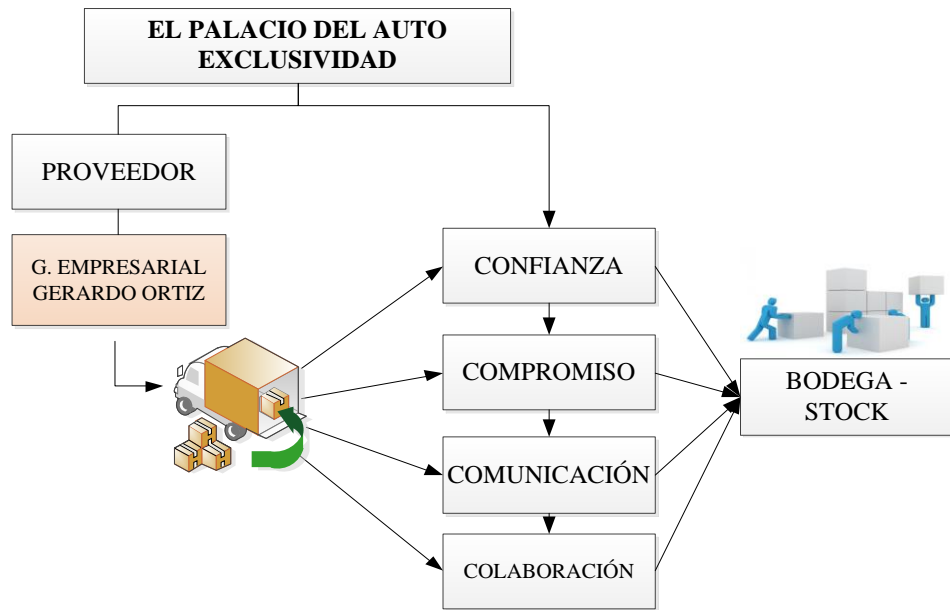 EL PALACIO DEL AUTO
EXCLUSIVIDAD
PROVEEDOR
G. EMPRESARIAL
GERARDO ORTIZ
CONFIANZA
COMPROMISO
COMUNICACIÓN
COLABORACIÓN
BODEGA -
STOCK